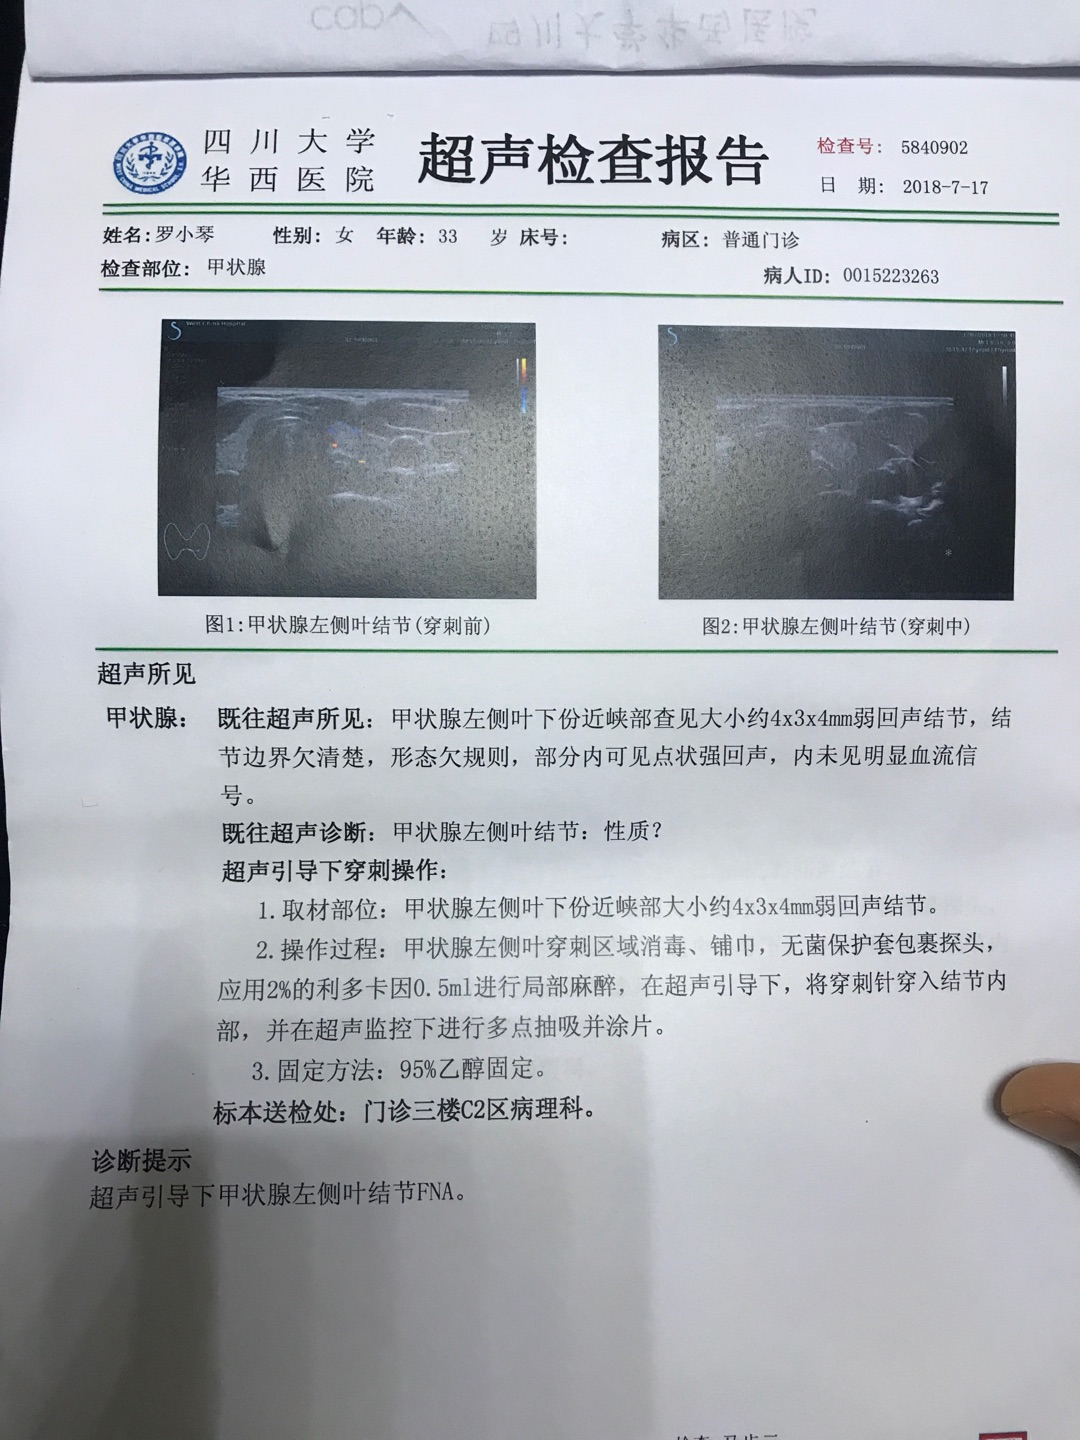 四川大学
华西医院
超声检查报告
检查号: 5840902
日 期: 2018-7-17
姓名:罗小琴 性别: 女 年龄: 33 岁 床号: 病区: 普通门诊
检查部位: 甲状腺 病人ID: 0015223263
图1:甲状腺左侧叶结节(穿刺前)
图2:甲状腺左侧叶结节(穿刺中)
超声所见
甲状腺: 既往超声所见: 甲状腺左侧叶下份近峡部查见大小约4x3x4mm弱回声结节, 结
节边界欠清楚, 形态欠规则, 部分内可见点状强回声, 内未见明显血流信
号。
既往超声诊断: 甲状腺左侧叶结节: 性质?
超声引导下穿刺操作:
1.取材部位: 甲状腺左侧叶下份近峡部大小约4x3x4mm弱回声结节。
2.操作过程: 甲状腺左侧叶穿刺区域消毒、铺巾, 无菌保护套包裹探头,
应用2%的利多卡因0.5ml进行局部麻醉, 在超声引导下, 将穿刺针穿入结节内
部, 并在超声监控下进行多点抽吸并涂片。
3.固定方法: 95%乙醇固定。
标本送检处: 门诊三楼C2区病理科。
诊断提示
超声引导下甲状腺左侧叶结节FNA。